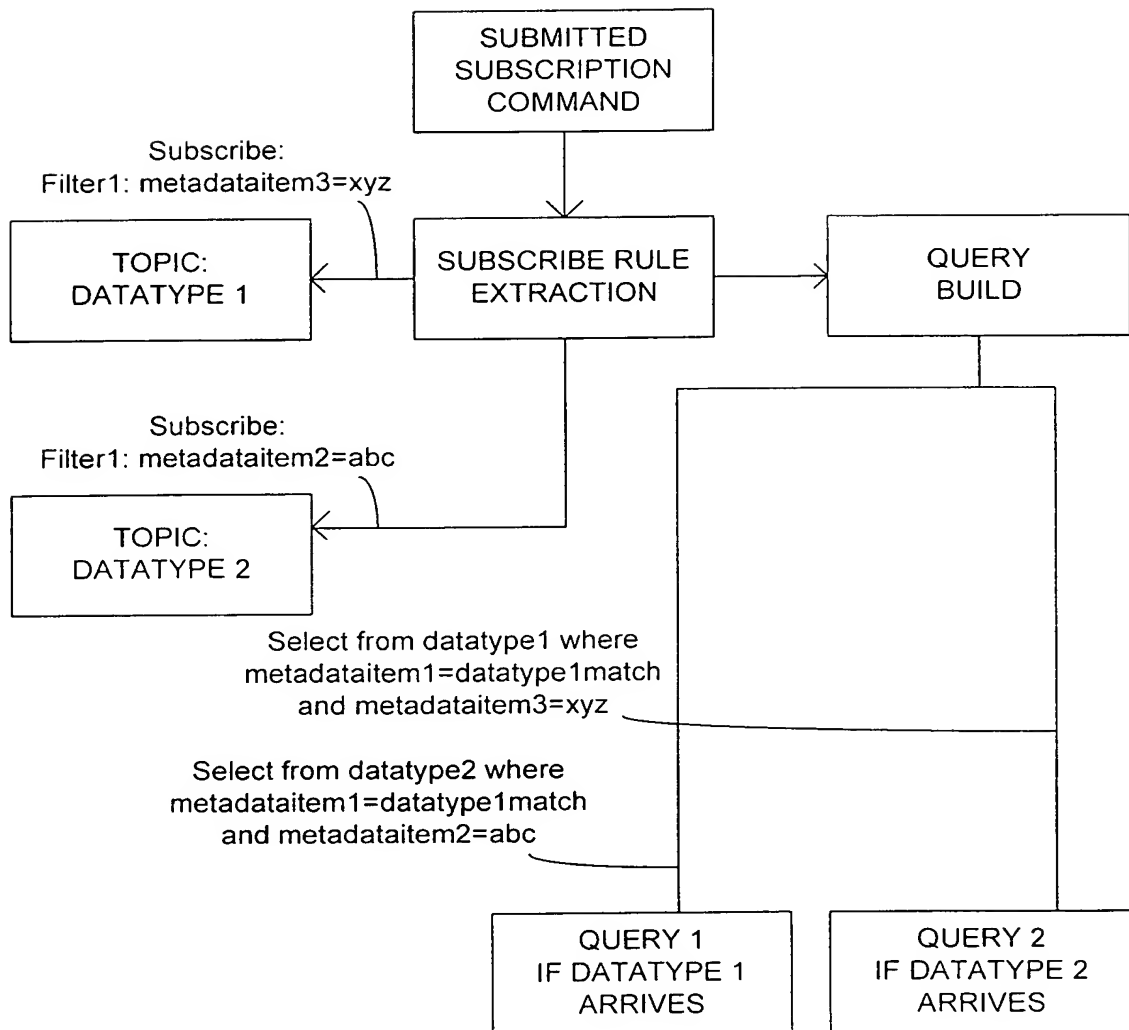 SUBMITTED
SUBSCRIPTION
COMMAND
Subscribe:
Filter1: metadataitem3=xyz
TOPIC:
DATATYPE 1
SUBSCRIBE RULE
EXTRACTION
QUERY
BUILD
Subscribe:
Filter1: metadataitem2=abc
TOPIC:
DATATYPE 2
Select from datatype1 where
metadataitem1=datatype1match
and metadataitem3=xyz
Select from datatype2 where
metadataitem1=datatype1match
and metadataitem2=abc
QUERY 1
IF DATATYPE 1
ARRIVES
QUERY 2
IF DATATYPE 2
ARRIVES